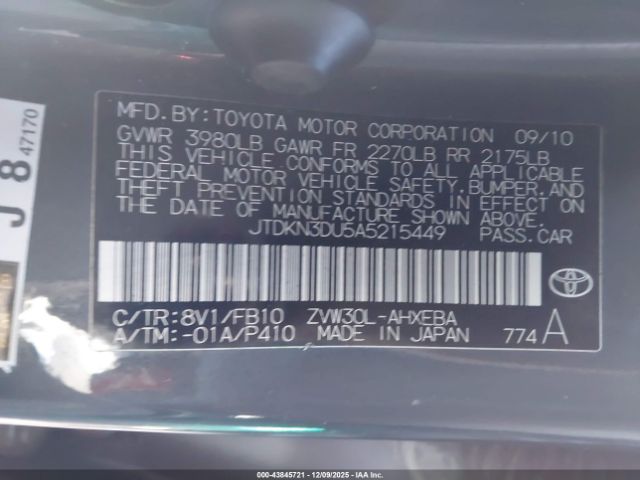 MFD. BY: TOYOTA MOTOR CORPORATION 09/10
GVWR 3980LB GAWR FR 2270LB RR 2175LB
THIS VEHICLE CONFORMS TO ALL APPLICABLE
FEDERAL MOTOR VEHICLE SAFETY, BUMPER, AND
THEFT PREVENTION STANDARDS IN EFFECT ON
THE DATE OF MANUFACTURE SHOWN ABOVE.
JTDKN3DU5A5215449 PASS.CAR
C/TR:8V1/FB10 ZVW30L-AHXEBA
A/TM:-01A/P410 MADE IN JAPAN 774 A
J 8 47170
000-43845721 - 12/09/2025 - IAAI.COM